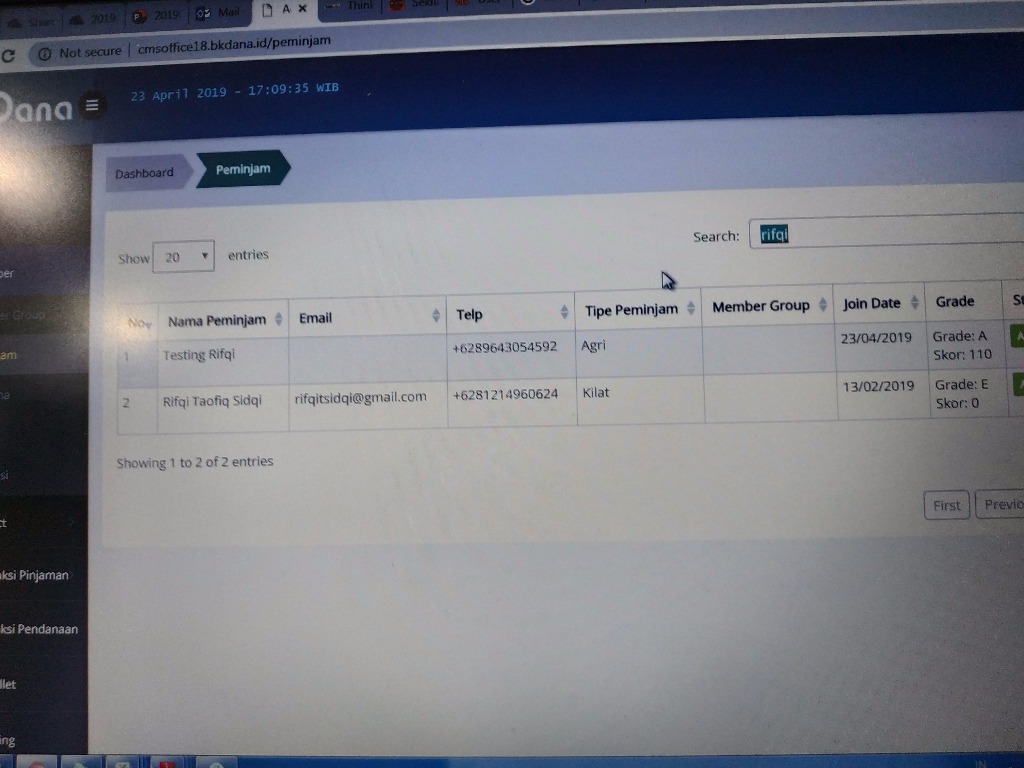 2019
2019
Mail
A
Think
Not secure | cmsoffice18.bkdana.id/peminjam
Dana
23 April 2019 - 17:09:35 WIB
Dashboard
Peminjam
Show 20 entries
Search: rifqi
No Nama Peminjam Email Telp Tipe Peminjam Member Group Join Date Grade St
1 Testing Rifqi +6289643054592 Agri 23/04/2019 Grade: A
Skor: 110
2 Rifqi Taofiq Sidqi rifqitsidqi@gmail.com +6281214960624 Kilat 13/02/2019 Grade: E
Skor: 0
Showing 1 to 2 of 2 entries
First Previo
ber
er Group
am
na
si
ct
aksi Pinjaman
ksi Pendanaan
llet
ing
IN